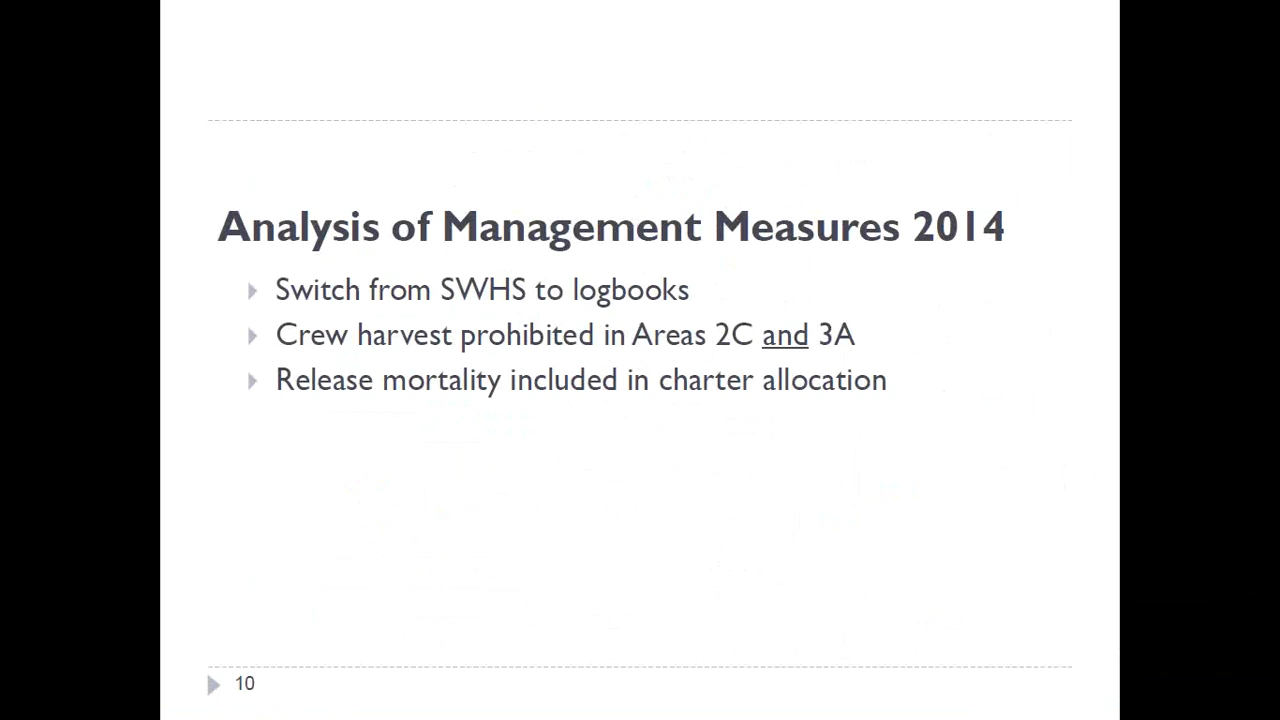 Analysis of Management Measures 2014
Switch from SWHS to logbooks
Crew harvest prohibited in Areas 2C and 3A
Release mortality included in charter allocation
10